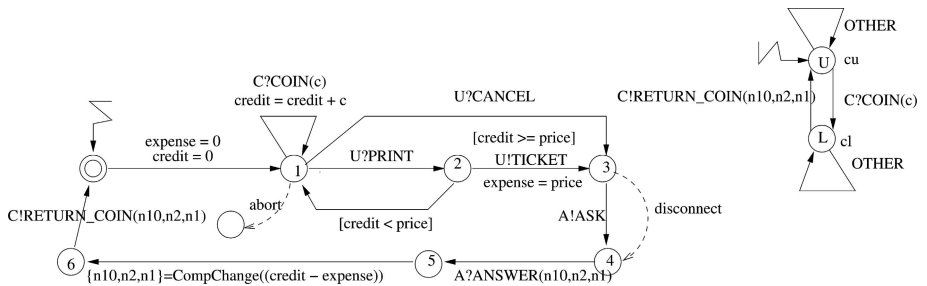 C?COIN(c)
credit = credit + c
U?CANCEL
expense = 0
credit = 0
1
U?PRINT
2
[credit >= price]
U!TICKET
expense = price
3
abort
[credit < price]
A!ASK
disconnect
C!RETURN_COIN(n10,n2,n1)
6
{n10,n2,n1}=CompChange((credit − expense))
5
A?ANSWER(n10,n2,n1)
4
OTHER
U
cu
C!RETURN_COIN(n10,n2,n1)
C?COIN(c)
L
cl
OTHER